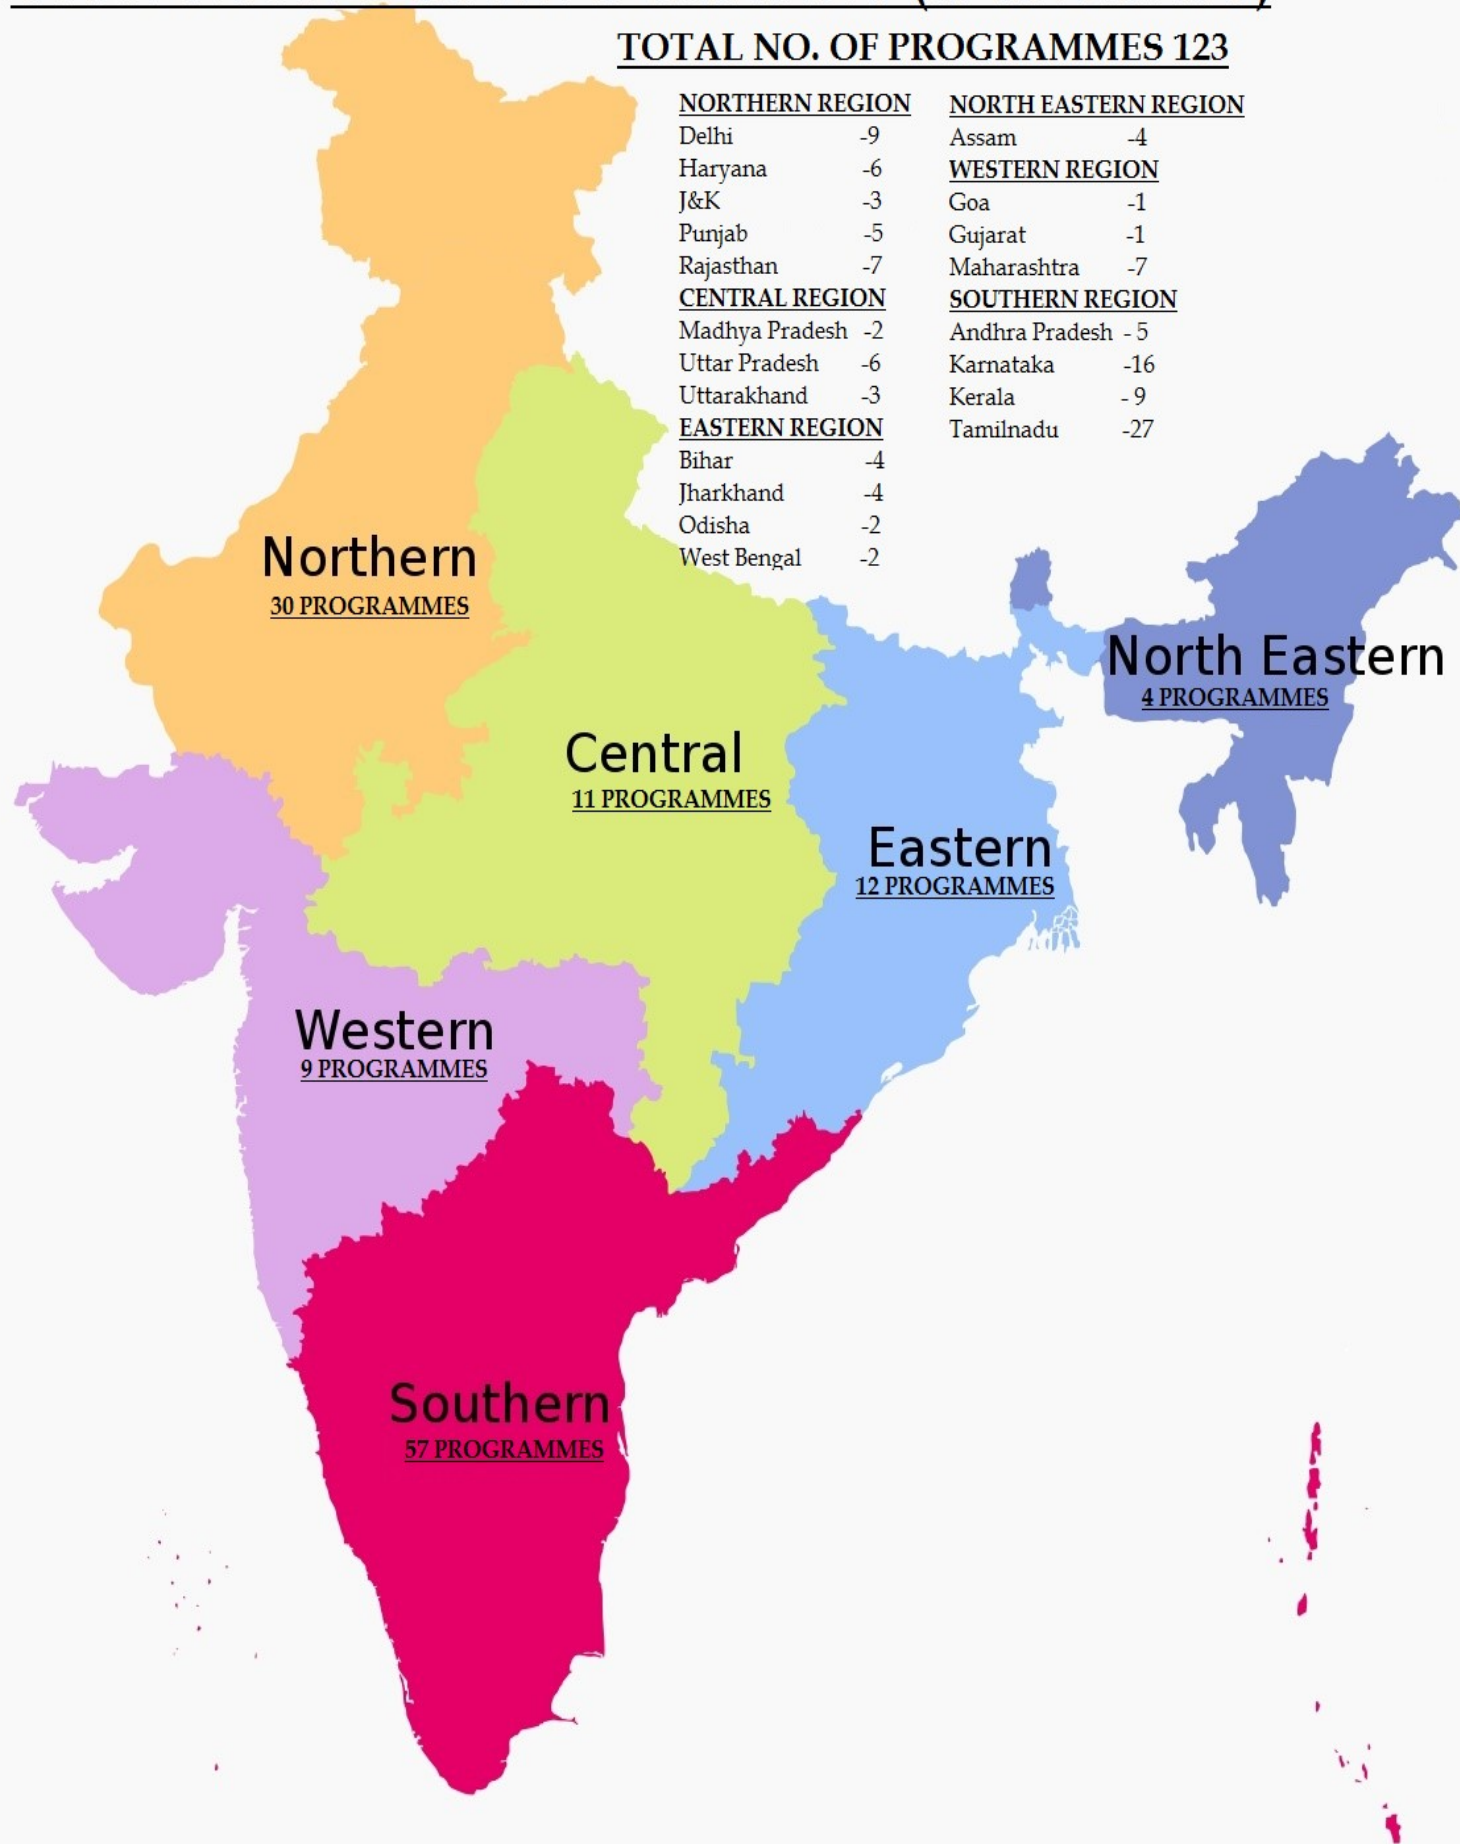 TOTAL NO. OF PROGRAMMES 123
NORTHERN REGION
Delhi -9
Haryana -6
J&K -3
Punjab -5
Rajasthan -7
CENTRAL REGION
Madhya Pradesh -2
Uttar Pradesh -6
Uttarakhand -3
EASTERN REGION
Bihar -4
Jharkhand -4
Odisha -2
West Bengal -2
NORTH EASTERN REGION
Assam -4
WESTERN REGION
Goa -1
Gujarat -1
Maharashtra -7
SOUTHERN REGION
Andhra Pradesh - 5
Karnataka -16
Kerala - 9
Tamilnadu -27
Northern
30 PROGRAMMES
North Eastern
4 PROGRAMMES
Central
11 PROGRAMMES
Eastern
12 PROGRAMMES
Western
9 PROGRAMMES
Southern
57 PROGRAMMES